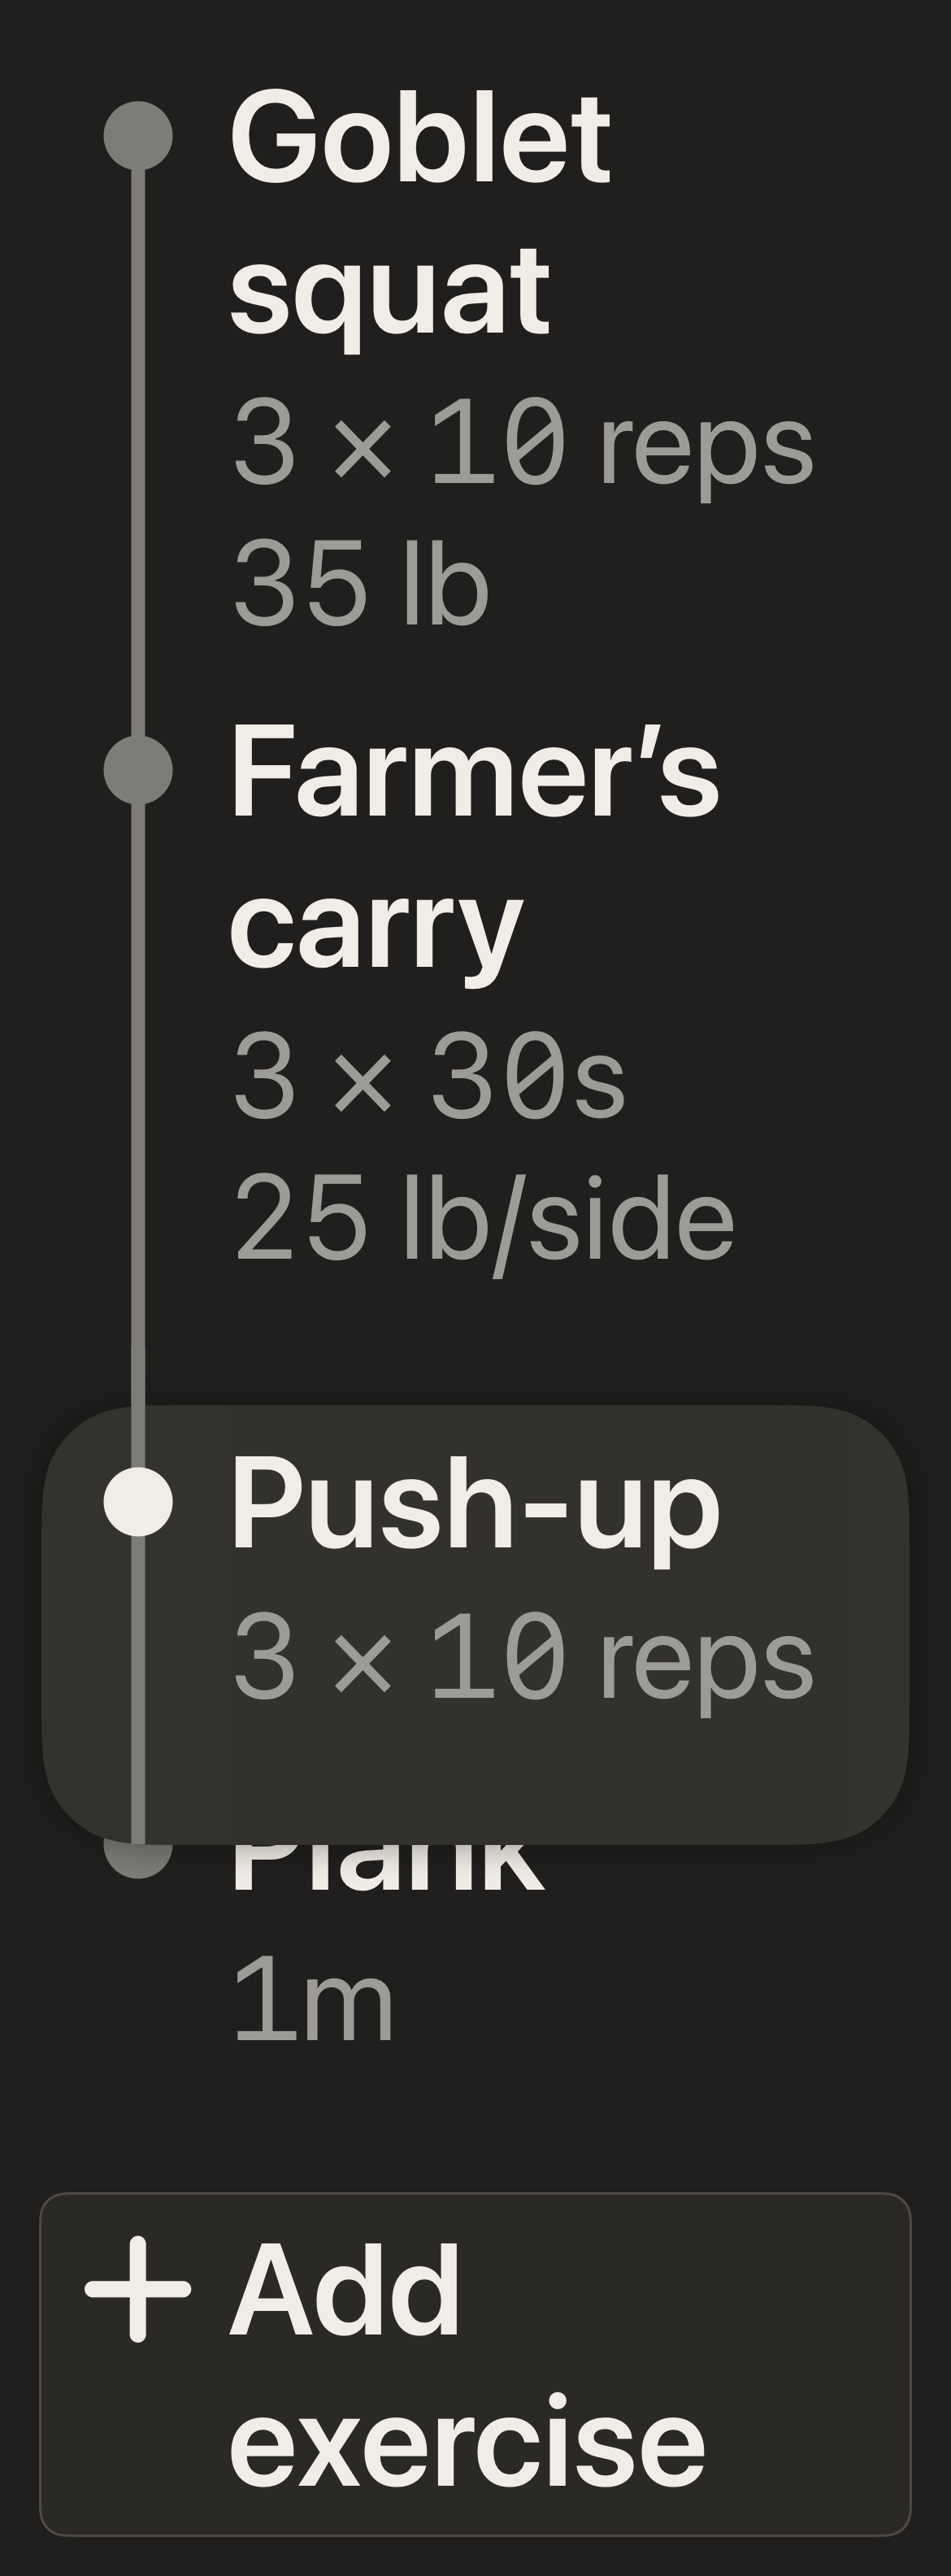 Goblet
squat
3 × 10 reps
35 lb
Farmer’s
carry
3 × 30s
25 lb/side
Push-up
3 × 10 reps
Plank
1m
Add
exercise